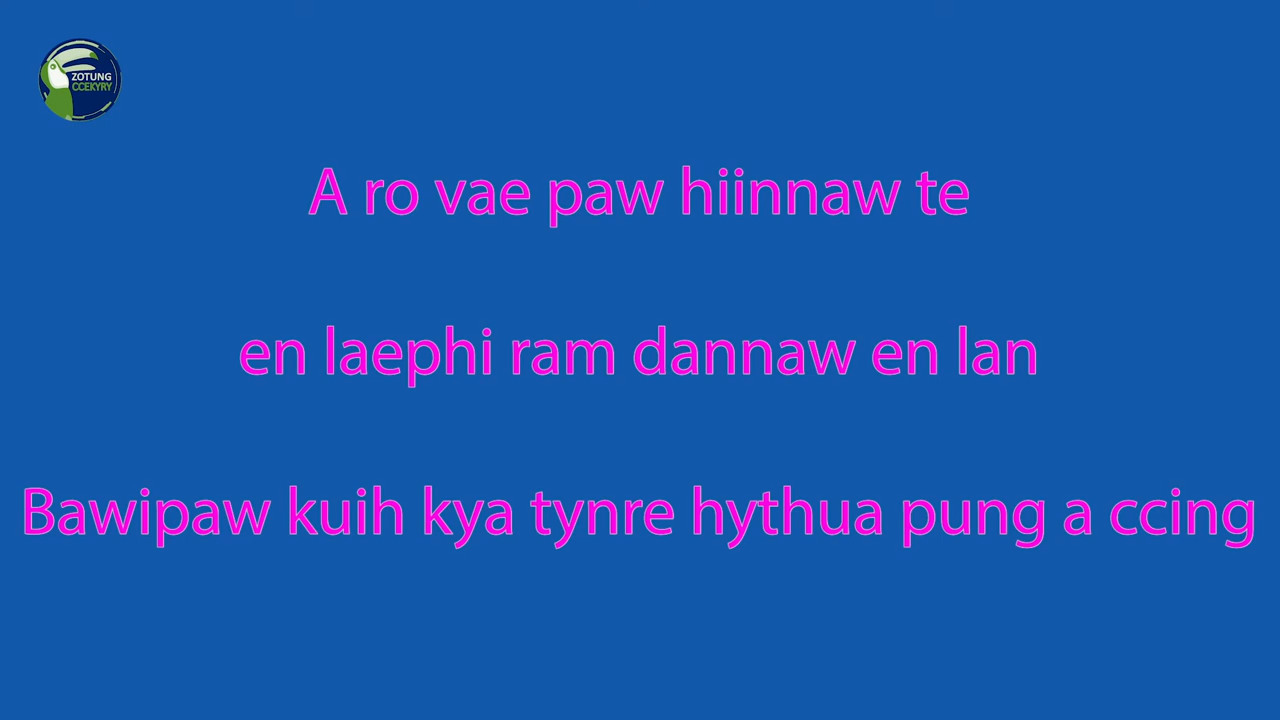 ZOTUNG
CCEKYRY
A ro vae paw hiinnaw te
en laephi ram dannaw en lan
Bawipaw kuih kya tynre hythua pung a ccing